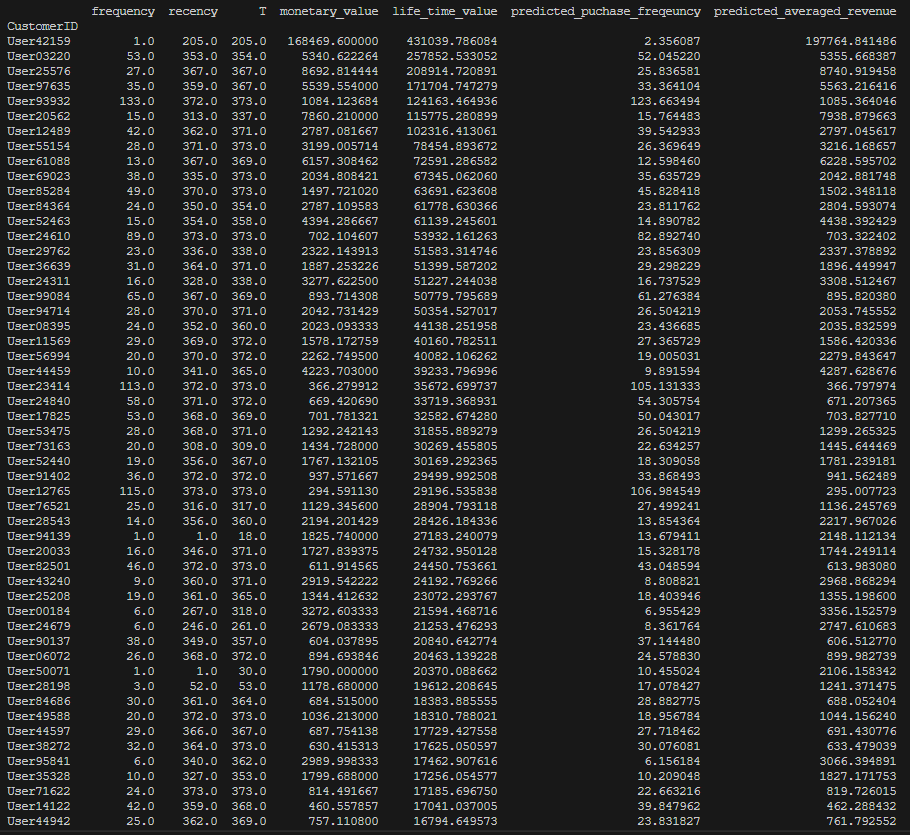 frequency recency T monetary_value life_time_value predicted_puchase_freqeuncy predicted_averaged_revenue
CustomerID
User42159 1.0 205.0 205.0 168469.600000 431039.786084 2.356087 197764.841486
User03220 53.0 353.0 354.0 5340.622264 257852.533052 52.045220 5355.668387
User25576 27.0 367.0 367.0 8692.814444 208914.720891 25.836581 8740.919458
User97635 35.0 359.0 367.0 5539.554000 171704.747279 33.364104 5563.216416
User93932 133.0 372.0 373.0 1084.123684 124163.464936 123.663494 1085.364046
User20562 15.0 313.0 337.0 7860.210000 115775.280899 15.764483 7938.879663
User12489 42.0 362.0 371.0 2787.081667 102316.413061 39.542933 2797.045617
User55154 28.0 371.0 373.0 3199.005714 78454.893672 26.369649 3216.168657
User61088 13.0 367.0 369.0 6157.308462 72591.286582 12.598460 6228.595702
User69023 38.0 335.0 373.0 2034.808421 67345.062060 35.635729 2042.881748
User85284 49.0 370.0 373.0 1497.721020 63691.623608 45.828418 1502.348118
User84364 24.0 350.0 354.0 2787.109583 61778.630366 23.811762 2804.593074
User52463 15.0 354.0 358.0 4394.286667 61139.245601 14.890782 4438.392429
User24610 89.0 373.0 373.0 702.104607 53932.161263 82.892740 703.322402
User29762 23.0 336.0 338.0 2322.143913 51583.314746 23.856309 2337.378892
User36639 31.0 364.0 371.0 1887.253226 51399.587202 29.298229 1896.449947
User24311 16.0 328.0 338.0 3277.622500 51227.244038 16.737529 3308.512467
User99084 65.0 367.0 369.0 893.714308 50779.795689 61.276384 895.820380
User94714 28.0 370.0 371.0 2042.731429 50354.527017 26.504219 2053.745552
User08395 24.0 352.0 360.0 2023.093333 44138.251958 23.436685 2035.832599
User11569 29.0 369.0 372.0 1578.172759 40160.782511 27.365729 1586.420336
User56994 20.0 370.0 372.0 2262.749500 40082.106262 19.005031 2279.843647
User44459 10.0 341.0 365.0 4223.703000 39233.796996 9.891594 4287.628676
User23414 113.0 372.0 373.0 366.279912 35672.699737 105.131333 366.797974
User24840 58.0 371.0 372.0 669.420690 33719.368931 54.305754 671.207365
User17825 53.0 368.0 369.0 701.781321 32582.674280 50.043017 703.827710
User53475 28.0 368.0 371.0 1292.242143 31855.889279 26.504219 1299.265325
User73163 20.0 308.0 309.0 1434.728000 30269.455805 22.634257 1445.644469
User52440 19.0 356.0 367.0 1767.132105 30169.292365 18.309058 1781.239181
User91402 36.0 372.0 372.0 937.571667 29499.992508 33.868493 941.562489
User12765 115.0 373.0 373.0 294.591130 29196.535838 106.984549 295.007723
User76521 25.0 316.0 317.0 1129.345600 28904.793118 27.499241 1136.245769
User28543 14.0 356.0 360.0 2194.201429 28426.184336 13.854364 2217.967026
User94139 1.0 1.0 18.0 1825.740000 27183.240079 13.679411 2148.112134
User20033 16.0 346.0 371.0 1727.839375 24732.950128 15.328178 1744.249114
User82501 46.0 372.0 373.0 611.914565 24450.753661 43.048594 613.983080
User43240 9.0 360.0 371.0 2919.542222 24192.769266 8.808821 2968.868294
User25208 19.0 361.0 365.0 1344.412632 23072.293767 18.403946 1355.198600
User00184 6.0 267.0 318.0 3272.603333 21594.468716 6.955429 3356.152579
User24679 6.0 246.0 261.0 2679.083333 21253.476293 8.361764 2747.610683
User90137 38.0 349.0 357.0 604.037895 20840.642774 37.144480 606.512770
User06072 26.0 368.0 372.0 894.693846 20463.139228 24.578830 899.982739
User50071 1.0 1.0 30.0 1790.000000 20370.088662 10.455024 2106.158342
User28198 3.0 52.0 53.0 1178.680000 19612.208645 17.078427 1241.371475
User84686 30.0 361.0 364.0 684.515000 18383.885555 28.882775 688.052404
User49588 20.0 372.0 373.0 1036.213000 18310.788021 18.956784 1044.156240
User44597 29.0 366.0 367.0 687.754138 17729.427558 27.718462 691.430776
User38272 32.0 364.0 373.0 630.415313 17625.050597 30.076081 633.479039
User95841 6.0 340.0 362.0 2989.998333 17462.907616 6.156184 3066.394891
User35328 10.0 327.0 353.0 1799.688000 17256.054577 10.209048 1827.171753
User71622 24.0 373.0 373.0 814.491667 17185.696750 22.663216 819.726015
User14122 42.0 359.0 368.0 460.557857 17041.037005 39.847962 462.288432
User44942 25.0 362.0 369.0 757.110800 16794.649573 23.831827 761.792552